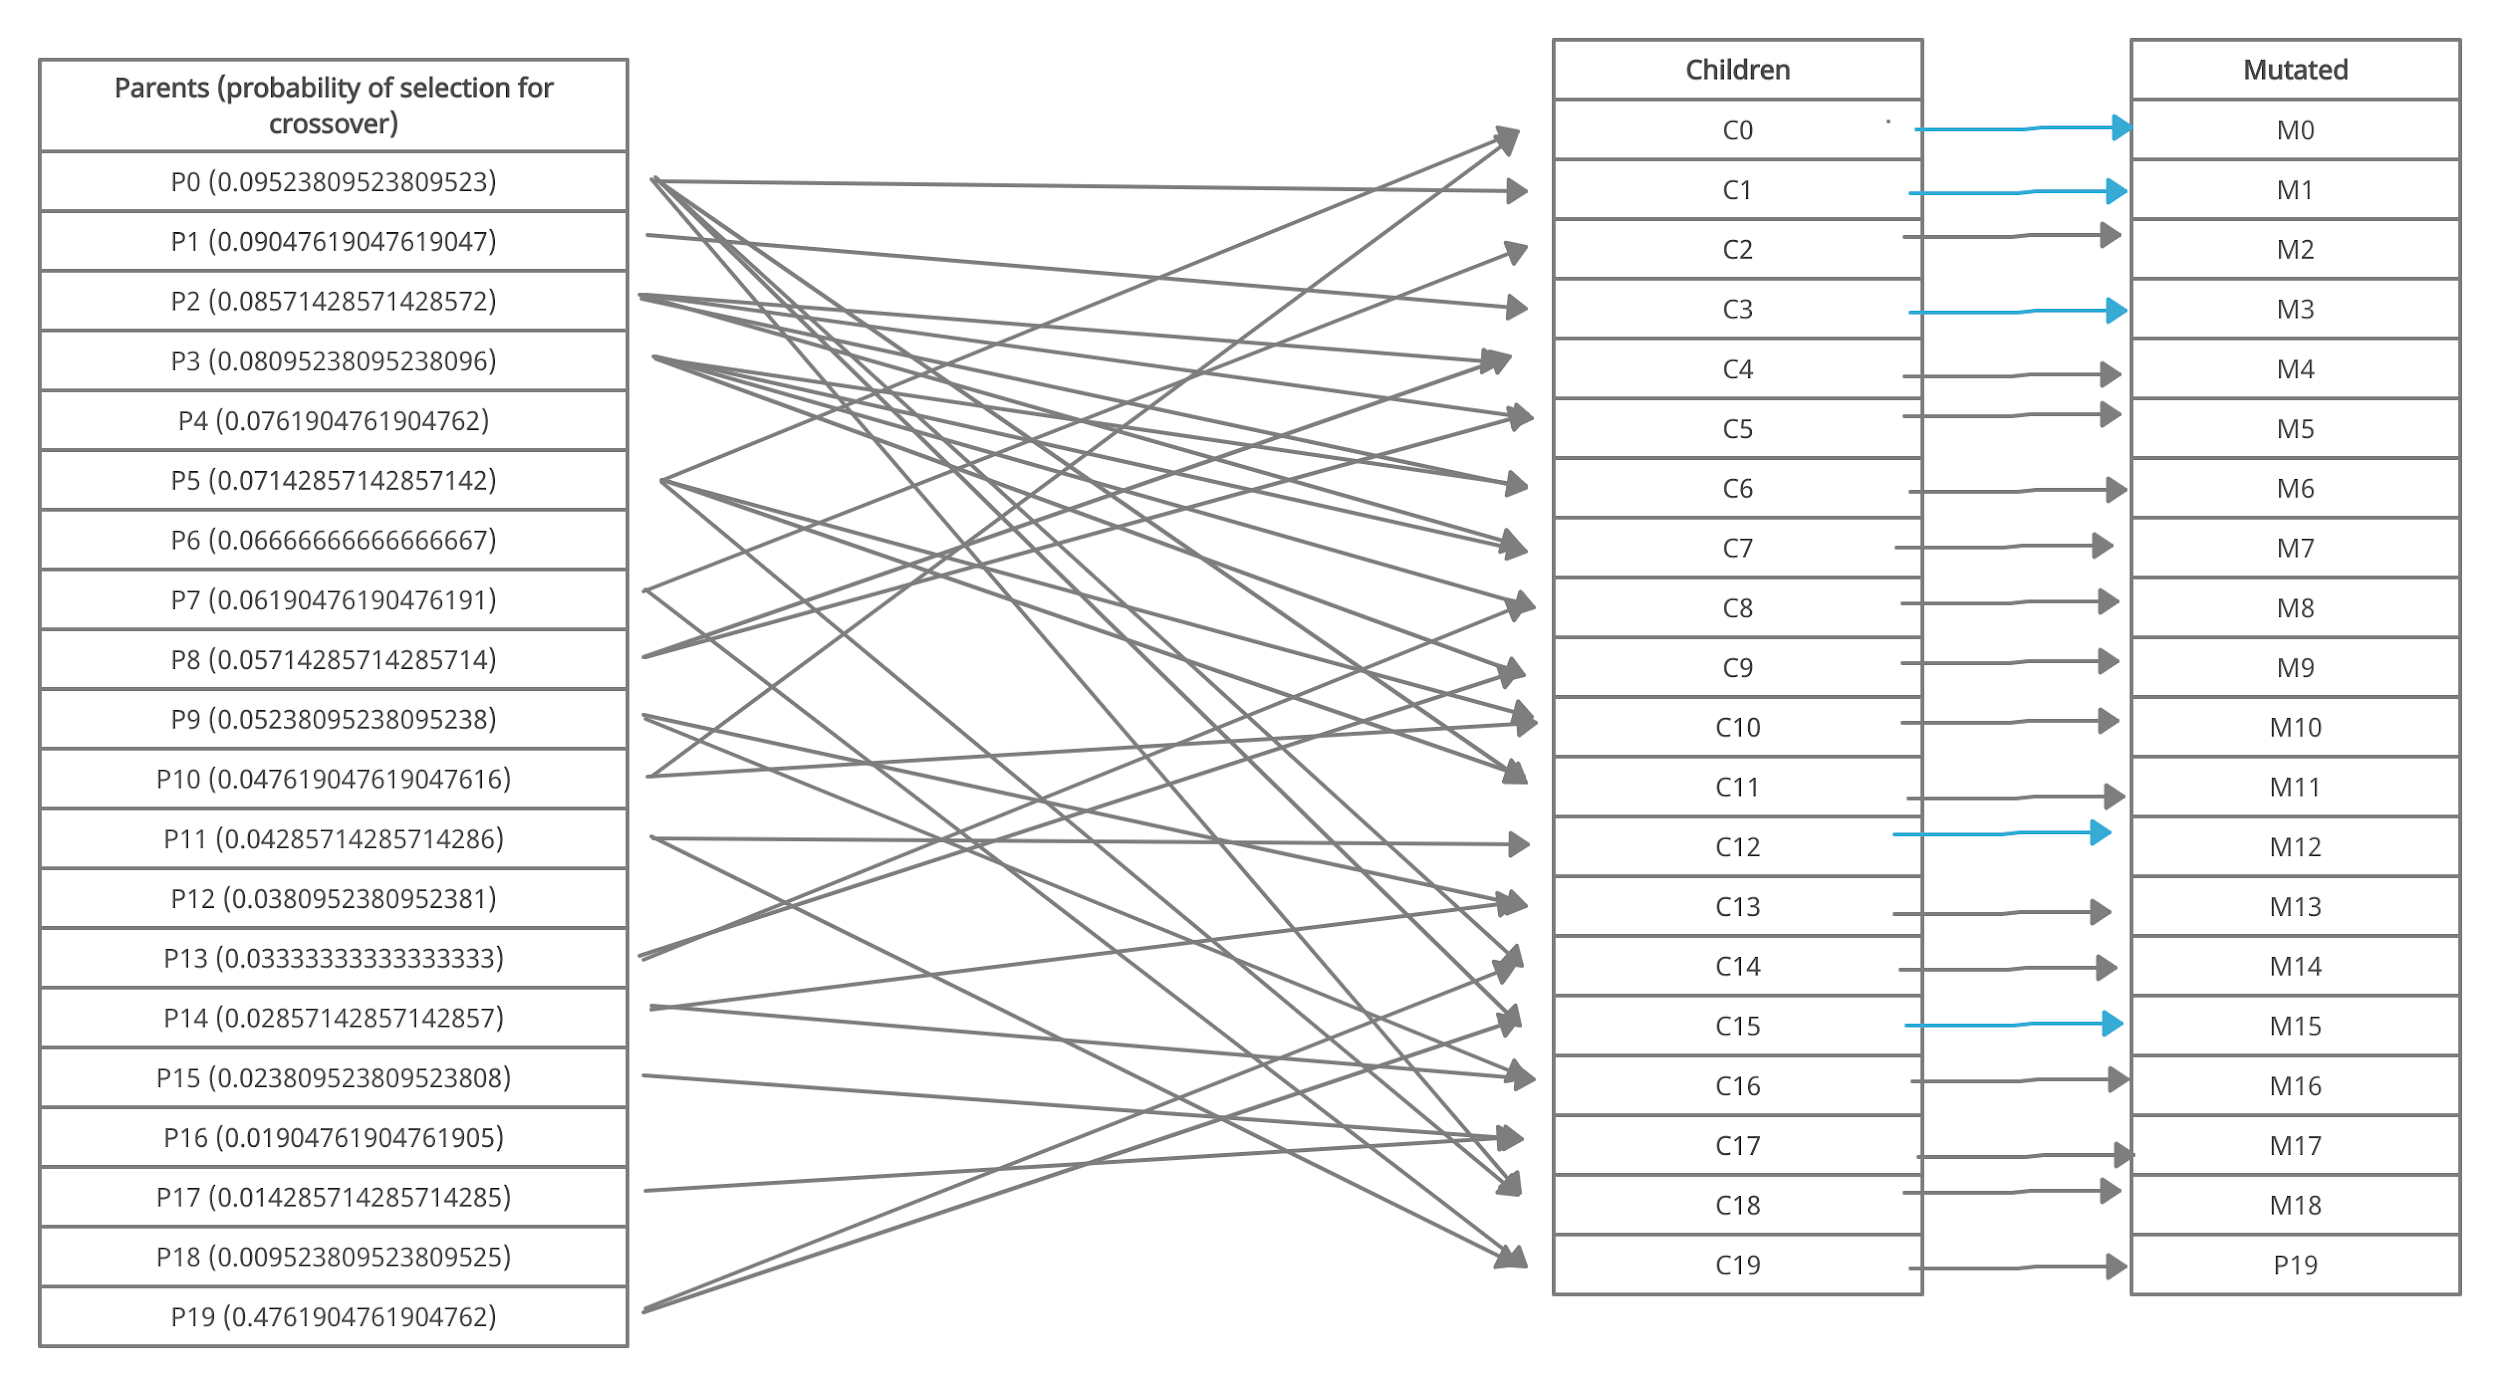 Parents (probability of selection for
crossover)
P0 (0.09523809523809523)
P1 (0.09047619047619047)
P2 (0.08571428571428572)
P3 (0.08095238095238096)
P4 (0.0761904761904762)
P5 (0.07142857142857142)
P6 (0.06666666666666667)
P7 (0.06190476190476191)
P8 (0.05714285714285714)
P9 (0.05238095238095238)
P10 (0.047619047619047616)
P11 (0.04285714285714286)
P12 (0.0380952380952381)
P13 (0.03333333333333333)
P14 (0.02857142857142857)
P15 (0.023809523809523808)
P16 (0.01904761904761905)
P17 (0.014285714285714285)
P18 (0.009523809523809525)
P19 (0.4761904761904762)
Children
C0
C1
C2
C3
C4
C5
C6
C7
C8
C9
C10
C11
C12
C13
C14
C15
C16
C17
C18
C19
Mutated
M0
M1
M2
M3
M4
M5
M6
M7
M8
M9
M10
M11
M12
M13
M14
M15
M16
M17
M18
P19